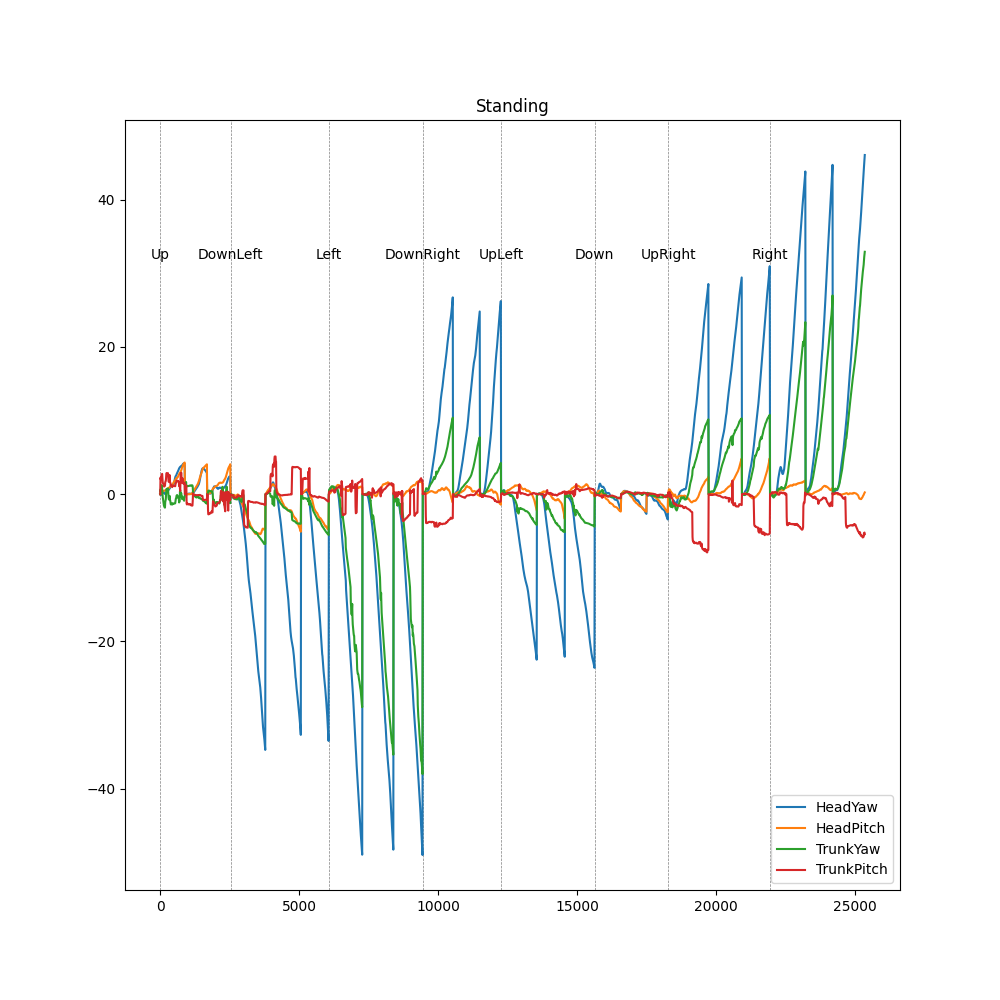 Standing
40
20
0
−20
−40
Up
DownLeft
Left
DownRight
UpLeft
Down
UpRight
Right
HeadYaw
HeadPitch
TrunkYaw
TrunkPitch
0
5000
10000
15000
20000
25000